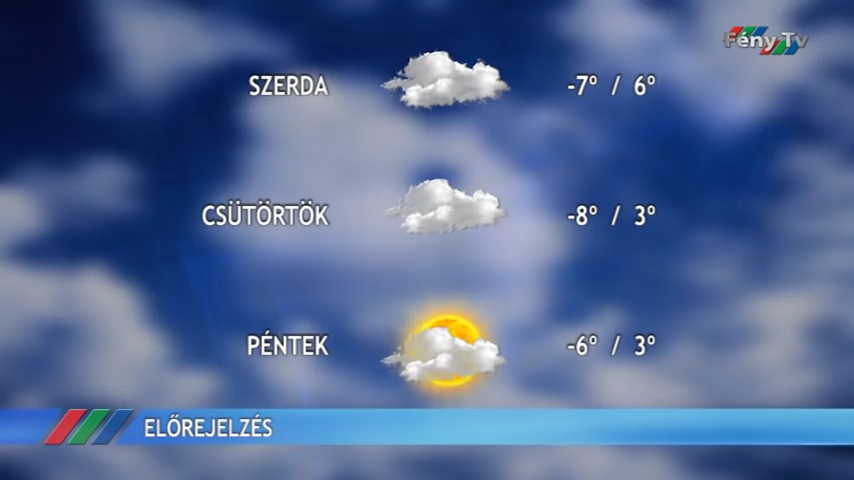 Fény Tv
SZERDA -7° / 6°
CSÜTÖRTÖK -8° / 3°
PÉNTEK -6° / 3°
ELŐREJELZÉS